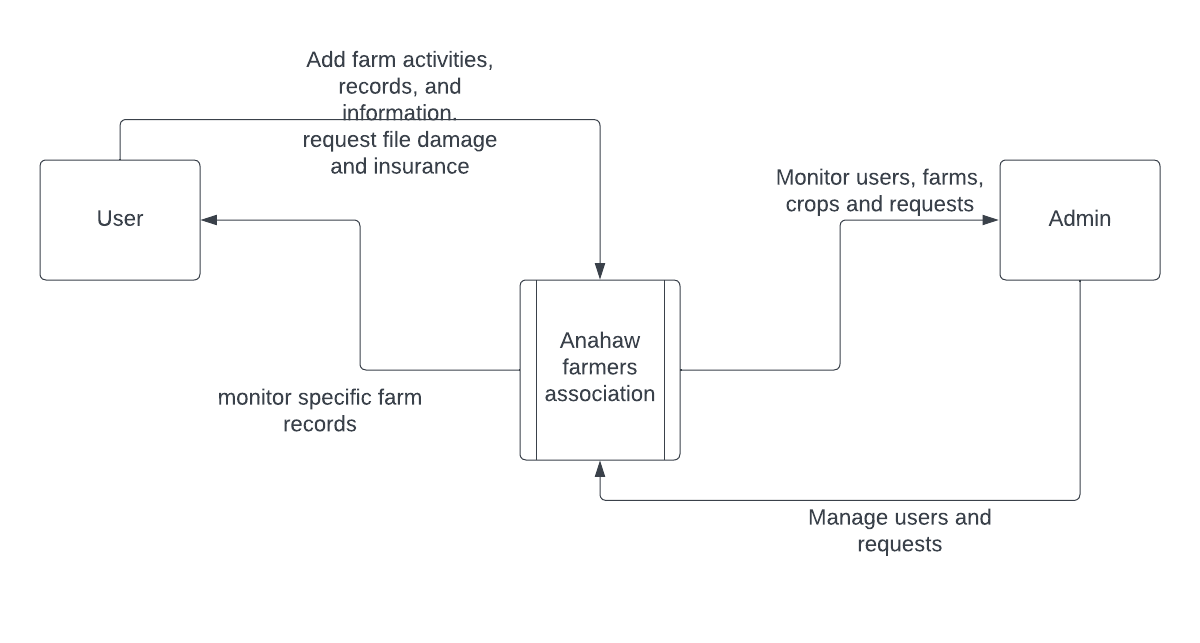 Add farm activities,
records, and
information.
request file damage
and insurance
User
Monitor users, farms,
crops and requests
Admin
Anahaw
farmers
association
monitor specific farm
records
Manage users and
requests